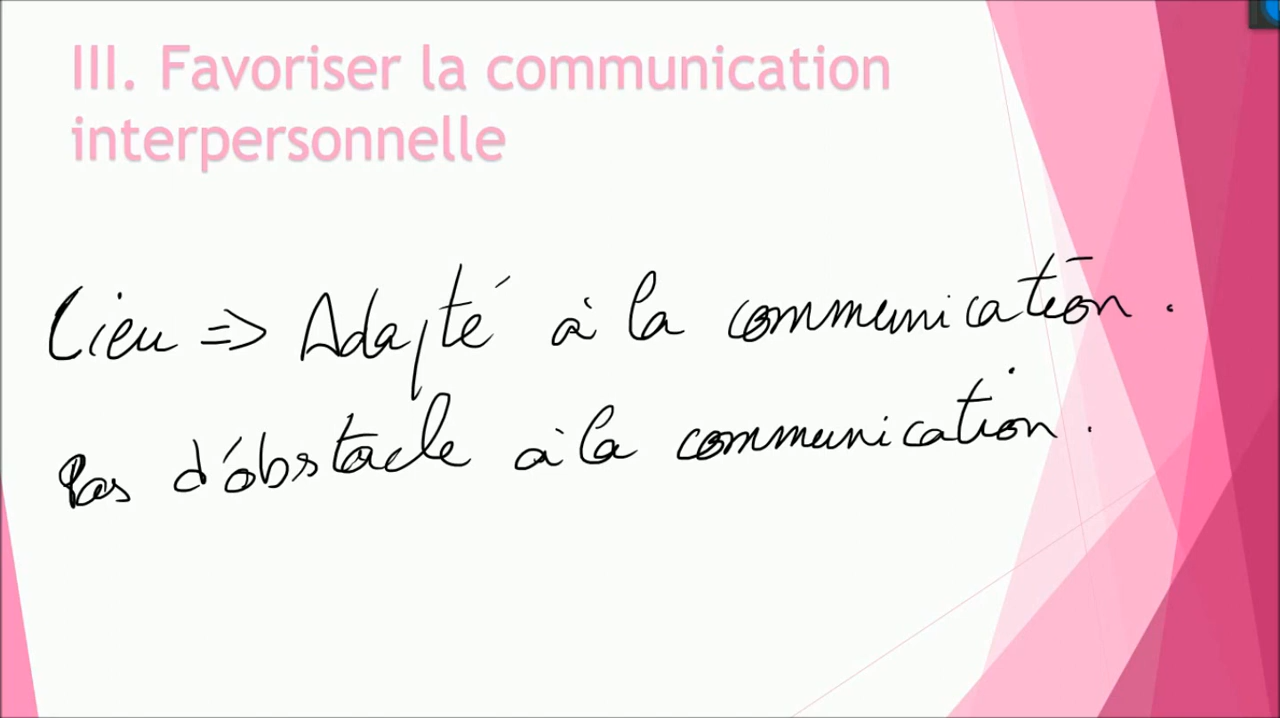 III. Favoriser la communication
interpersonnelle
Lieu => Adapté à la communication.
Pas d'obstacle à la communication.